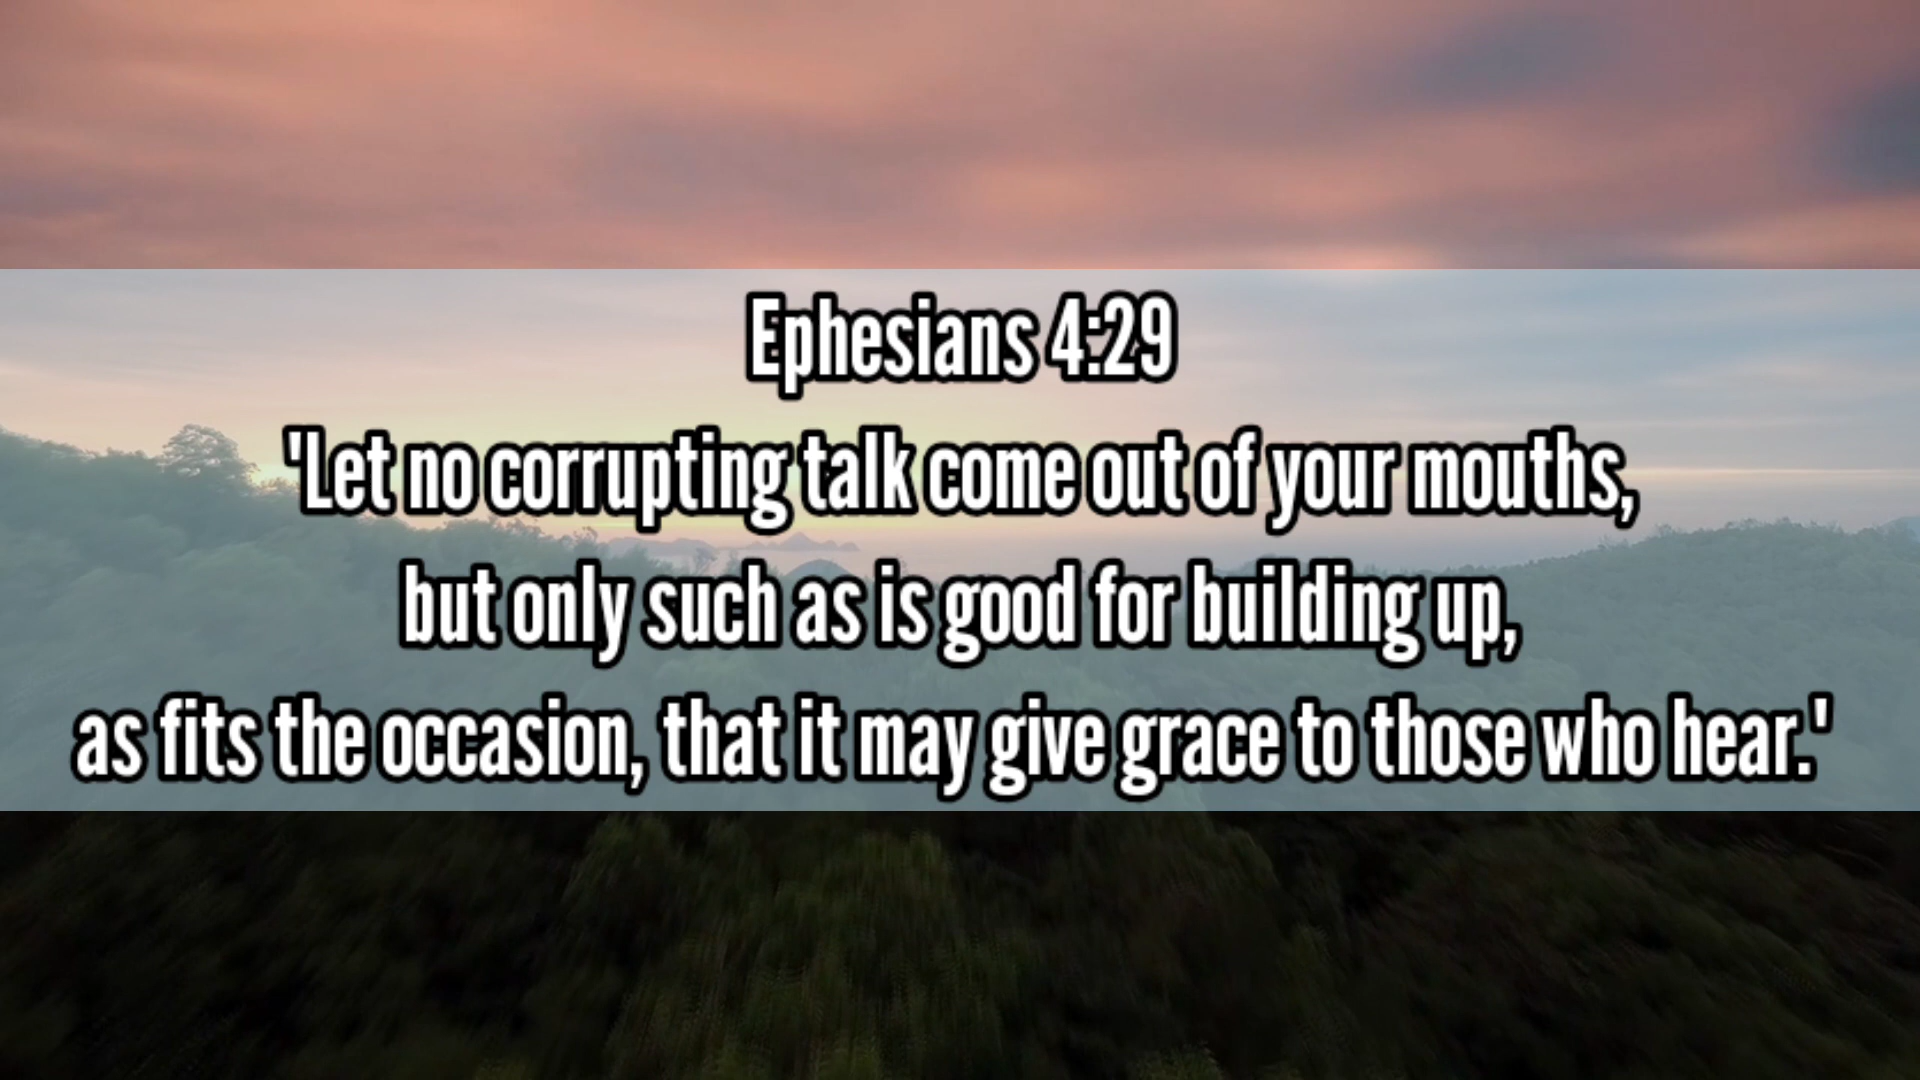 Ephesians 4:29
'Let no corrupting talk come out of your mouths,
but only such as is good for building up,
as fits the occasion, that it may give grace to those who hear.'